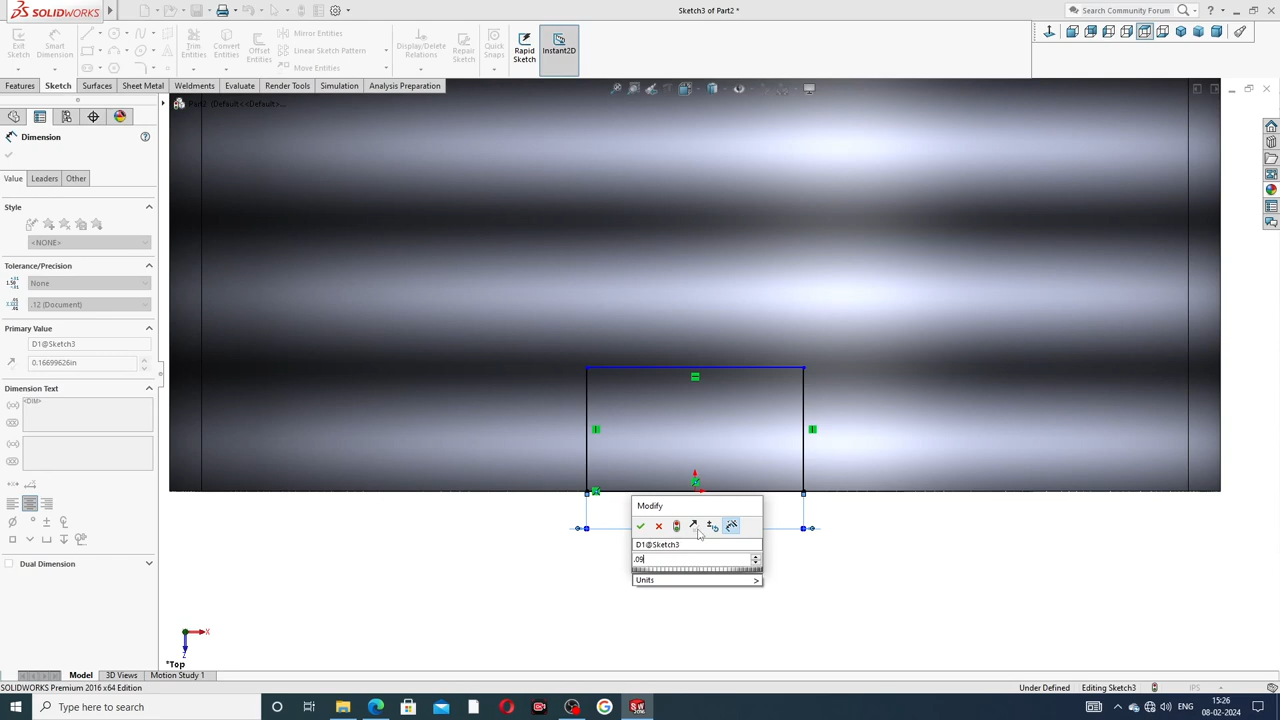 SOLIDWORKS
Sketch3 of Part2 *
Search Community Forum
Exit Sketch
Smart Dimension
Trim Entities
Convert Entities
Offset Entities
Mirror Entities
Linear Sketch Pattern
Move Entities
Display/Delete Relations
Repair Sketch
Quick Snaps
Rapid Sketch
Instant2D
Features
Sketch
Surfaces
Sheet Metal
Weldments
Evaluate
Render Tools
Simulation
Analysis Preparation
Part2 (Default<<Default>...
Dimension
Value
Leaders
Other
Style
<NONE>
Tolerance/Precision
None
.12 (Document)
Primary Value
D1@Sketch3
0.16699626in
Dimension Text
<DIM>
Dual Dimension
Modify
D1@Sketch3
.09
Units
X
Z
*Top
Model
3D Views
Motion Study 1
SOLIDWORKS Premium 2016 x64 Edition
Under Defined
Editing Sketch3
IPS
Type here to search
ENG
15:26
08-02-2024